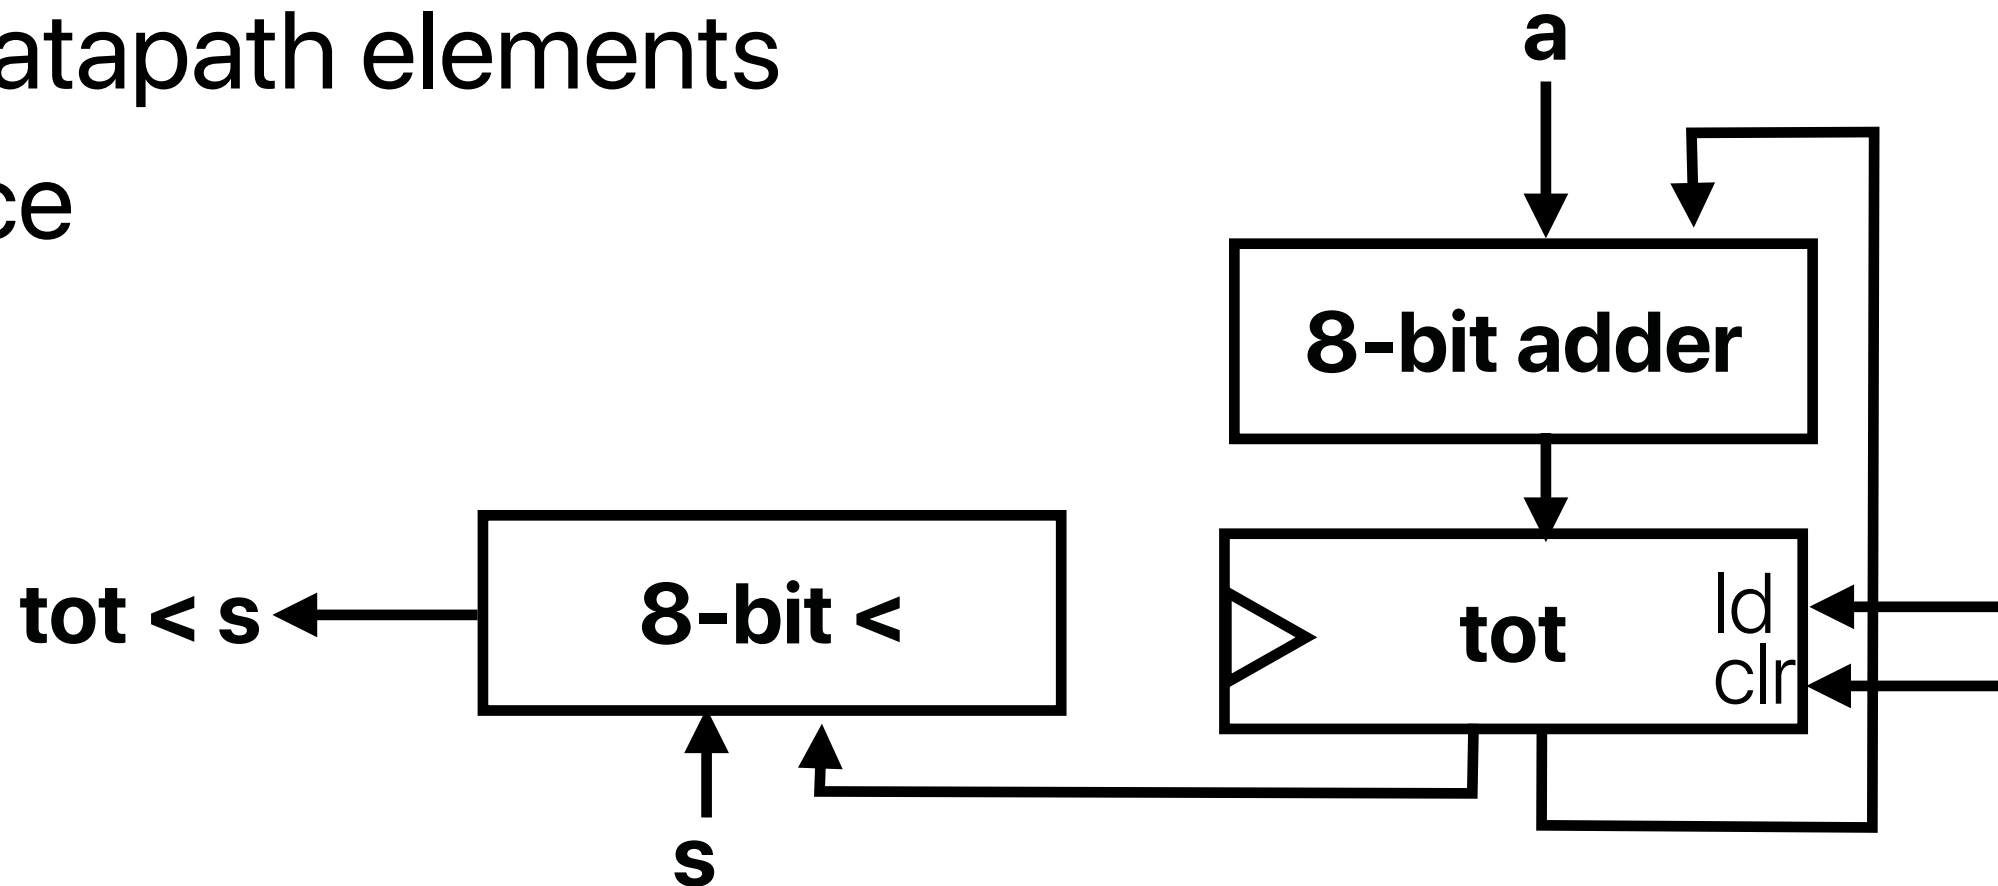 atapath elements
ce
a
8-bit adder
tot < s
8-bit <
tot
ld
clr
s